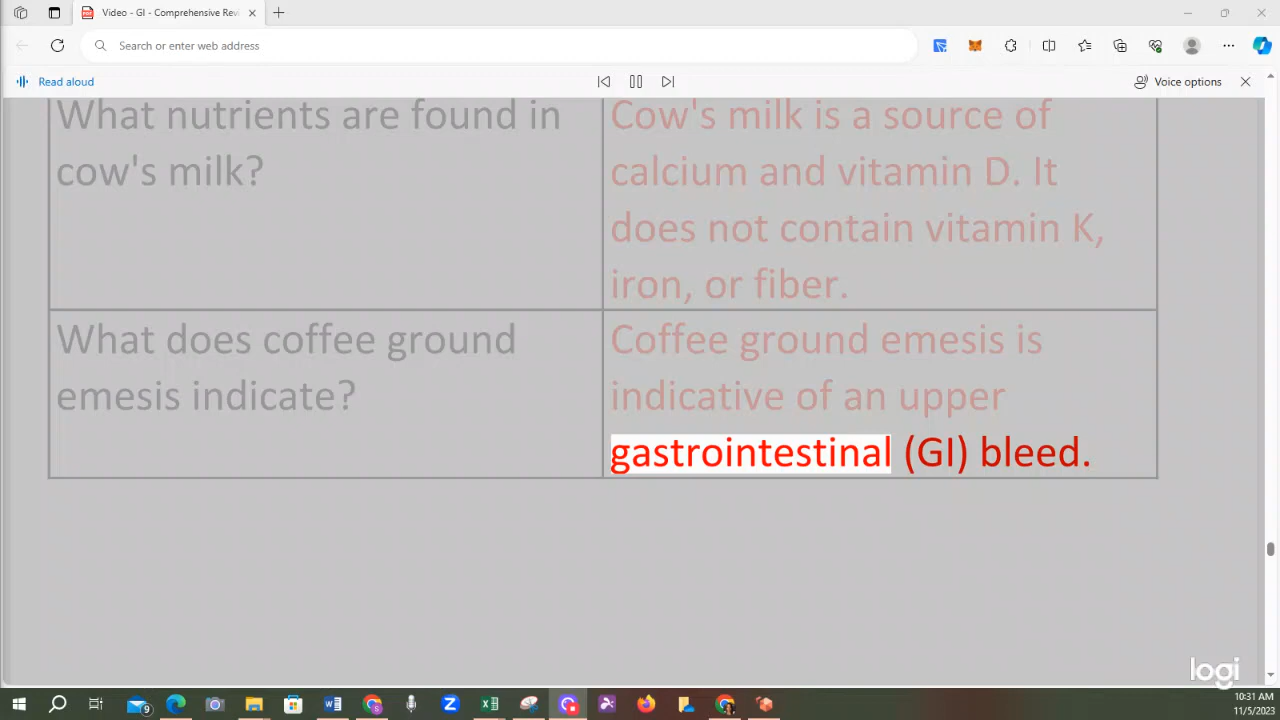 Video - GI - Comprehensive Revi
Search or enter web address
Read aloud
Voice options
What nutrients are found in
cow's milk?
Cow's milk is a source of
calcium and vitamin D. It
does not contain vitamin K,
iron, or fiber.
What does coffee ground
emesis indicate?
Coffee ground emesis is
indicative of an upper
gastrointestinal (GI) bleed.
logi
9
10:31 AM
11/5/2023